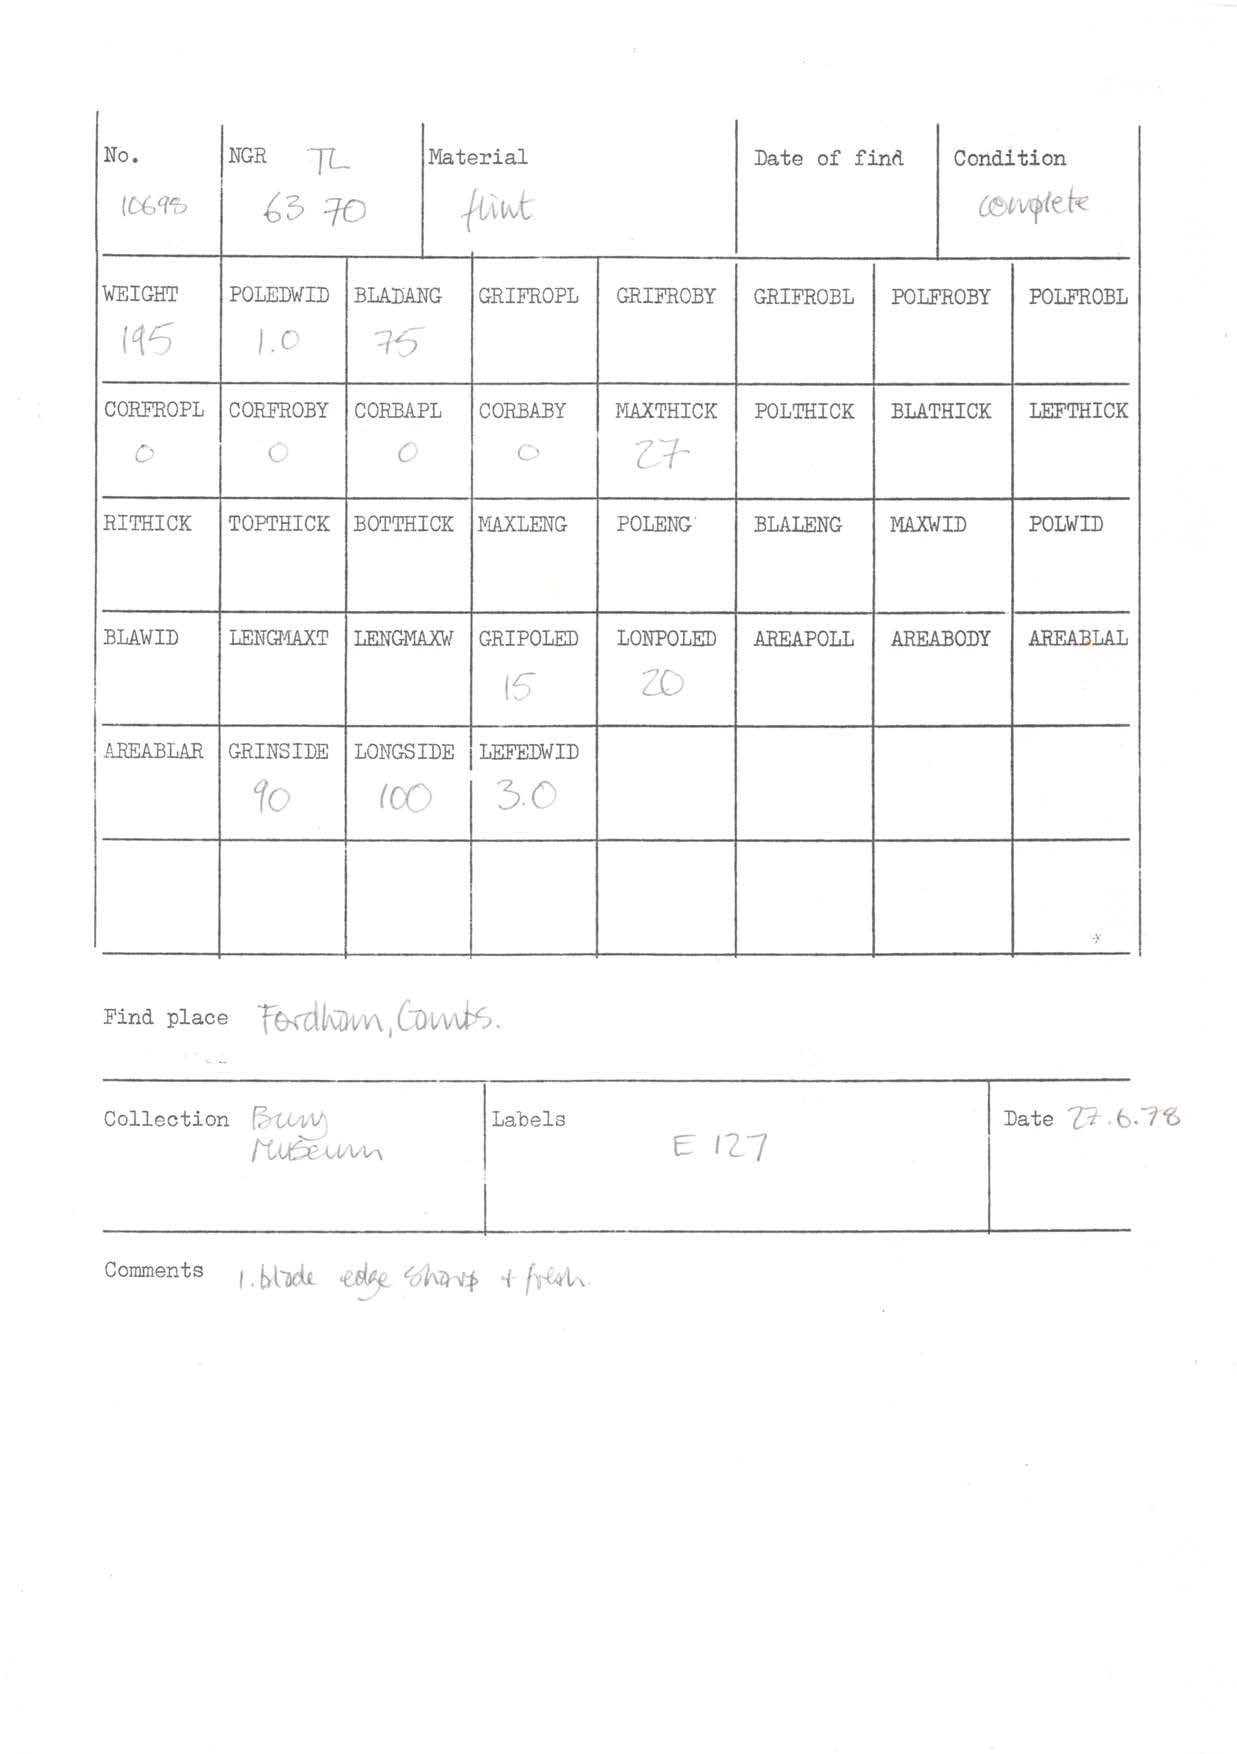 No. NGR TL Material Date of find Condition
10698 63 70 flint complete
WEIGHT POLEDWID BLADANG GRIFROPL GRIFROBY GRIFROBL POLFROBY POLFROBL
195 1.0 75
CORFROPL CORFROBY CORBAPL CORBABY MAXTHICK POLTHICK BLATHICK LEFTHICK
0 0 0 0 27
RITHICK TOPTHICK BOTTHICK MAXLENG POLENG BLALENG MAXWID POLWID
BLAWID LENGMAXT LENGMAXW GRIPOLED LONPOLED AREAPOLL AREABODY AREABLAL
15 20
AREABLAR GRINSIDE LONGSIDE LEFEDWID
90 100 3.0
Find place Fordham, Cambs.
Collection Bury Labels Date 27.6.78
Museum E 127
Comments 1. blade edge sharp + fresh.